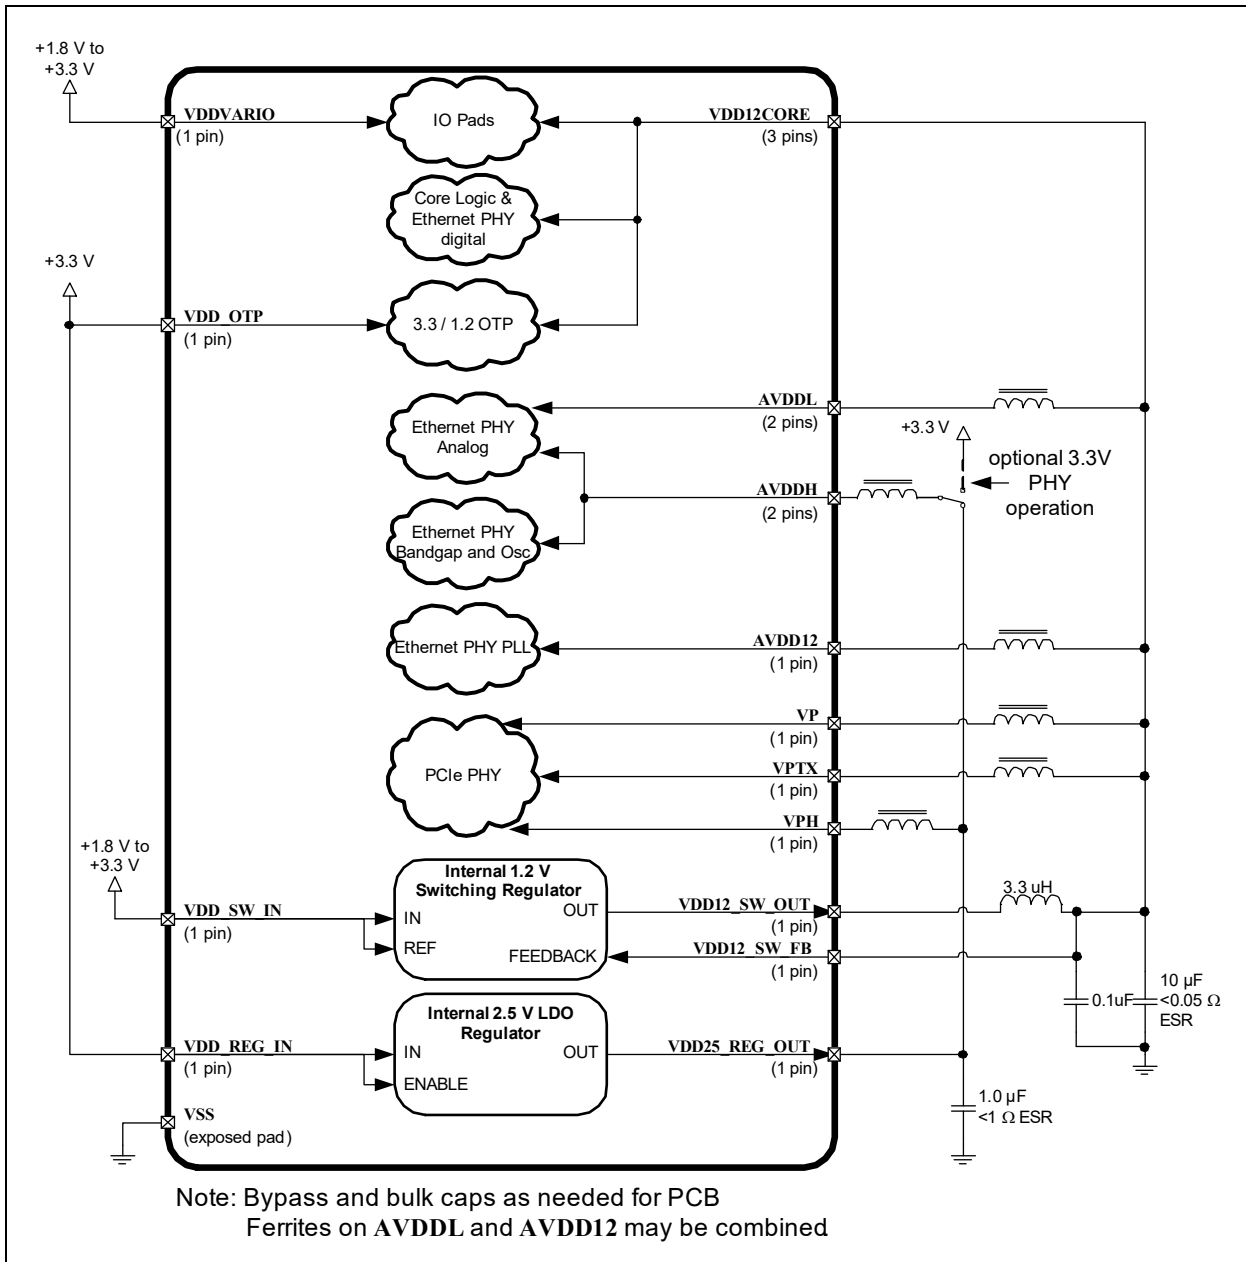 +1.8 V to
+3.3 V
VDDVARIO
(1 pin)
IO Pads
VDD12CORE
(3 pins)
Core Logic &
Ethernet PHY
digital
+3.3 V
VDD_OTP
(1 pin)
3.3 / 1.2 OTP
AVDDL
(2 pins)
Ethernet PHY
Analog
+3.3 V
optional 3.3V
PHY
operation
AVDDH
(2 pins)
Ethernet PHY
Bandgap and Osc
Ethernet PHY PLL
AVDD12
(1 pin)
VP
(1 pin)
PCIe PHY
VPTX
(1 pin)
VPH
(1 pin)
+1.8 V to
+3.3 V
Internal 1.2 V
Switching Regulator
VDD_SW_IN
(1 pin)
IN
REF
OUT
FEEDBACK
VDD12_SW_OUT
(1 pin)
3.3 uH
VDD12_SW_FB
(1 pin)
0.1uF
10 µF
<0.05 Ω
ESR
Internal 2.5 V LDO
Regulator
VDD_REG_IN
(1 pin)
IN
ENABLE
OUT
VDD25_REG_OUT
(1 pin)
1.0 µF
<1 Ω ESR
VSS
(exposed pad)
Note: Bypass and bulk caps as needed for PCB
Ferrites on AVDDL and AVDD12 may be combined